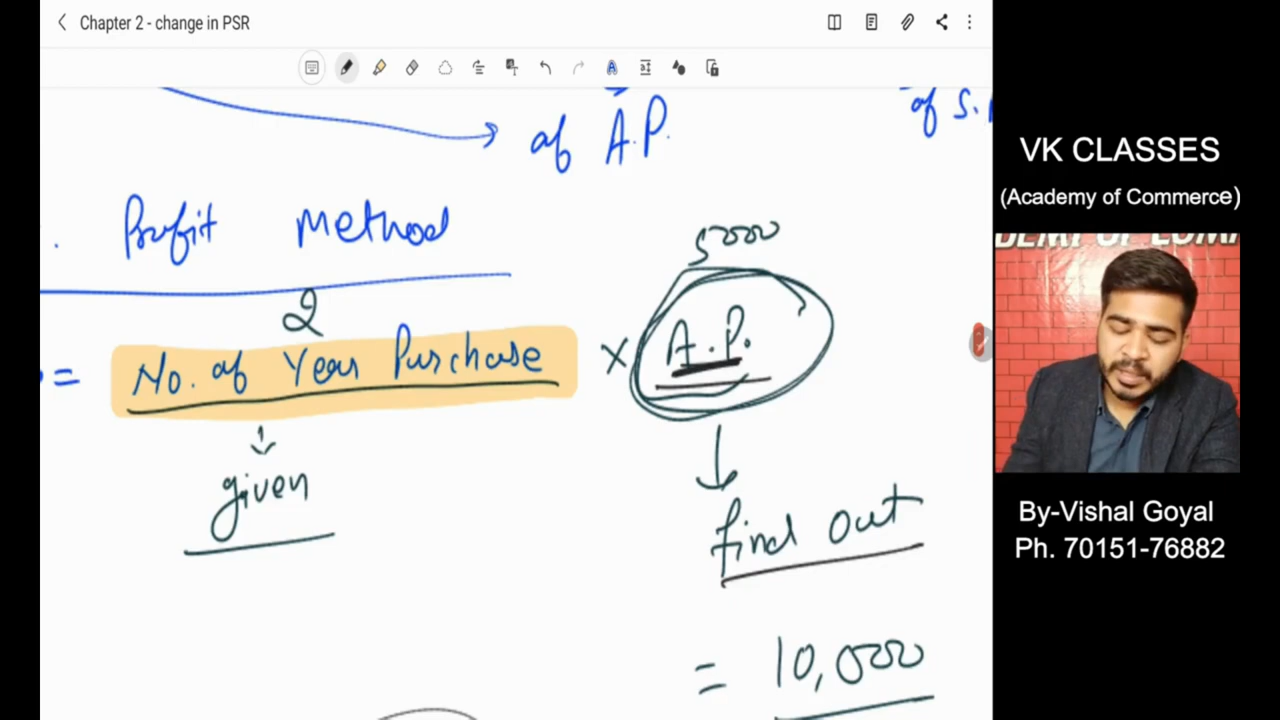 Chapter 2 - change in PSR
of A.P.
of S.
. Profit Method
5000
2
= No. of Year Purchase × A.P.
given
find out
= 10,000
VK CLASSES
(Academy of Commerce)
By-Vishal Goyal
Ph. 70151-76882